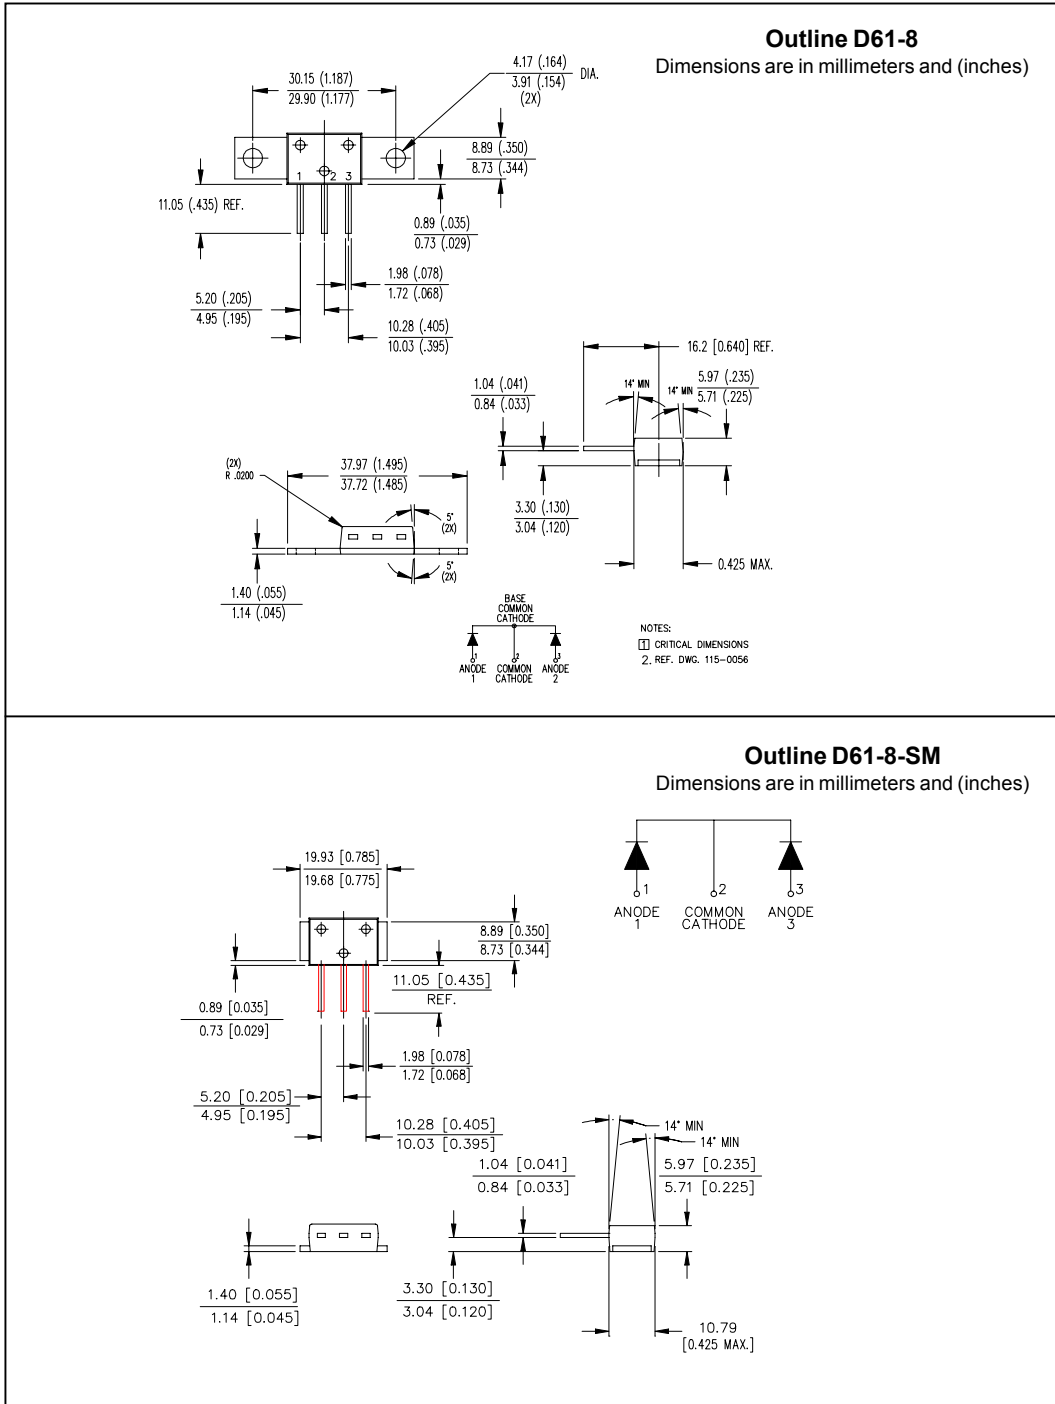 Outline D61-8
Dimensions are in millimeters and (inches)
30.15 (1.187)
29.90 (1.177)
4.17 (.164)
3.91 (.154)
(2X)
DIA.
8.89 (.350)
8.73 (.344)
1 2 3
11.05 (.435) REF.
0.89 (.035)
0.73 (.029)
1.98 (.078)
1.72 (.068)
5.20 (.205)
4.95 (.195)
10.28 (.405)
10.03 (.395)
16.2 [0.640] REF.
1.04 (.041)
0.84 (.033)
14° MIN
14° MIN
5.97 (.235)
5.71 (.225)
(2X)
R .0200
37.97 (1.495)
37.72 (1.485)
5°
(2X)
3.30 (.130)
3.04 (.120)
0.425 MAX.
5°
(2X)
1.40 (.055)
1.14 (.045)
BASE
COMMON
CATHODE
1 2 3
ANODE
1
COMMON
CATHODE
ANODE
2
NOTES:
1 CRITICAL DIMENSIONS
2. REF. DWG. 115-0056
Outline D61-8-SM
Dimensions are in millimeters and (inches)
1 2 3
ANODE
1
COMMON
CATHODE
ANODE
3
19.93 [0.785]
19.68 [0.775]
8.89 [0.350]
8.73 [0.344]
11.05 [0.435]
REF.
0.89 [0.035]
0.73 [0.029]
1.98 [0.078]
1.72 [0.068]
5.20 [0.205]
4.95 [0.195]
10.28 [0.405]
10.03 [0.395]
14° MIN
14° MIN
1.04 [0.041]
0.84 [0.033]
5.97 [0.235]
5.71 [0.225]
1.40 [0.055]
1.14 [0.045]
3.30 [0.130]
3.04 [0.120]
10.79
[0.425 MAX.]